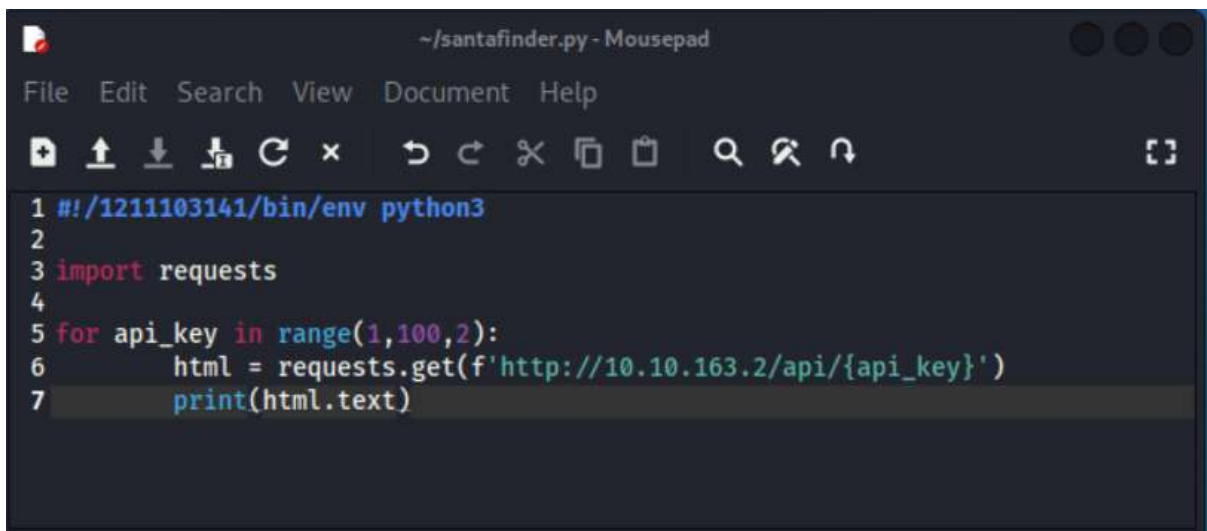 ~/santafinder.py - Mousepad
File Edit Search View Document Help
1 #!/1211103141/bin/env python3
2
3 import requests
4
5 for api_key in range(1,100,2):
6         html = requests.get(f'http://10.10.163.2/api/{api_key}')
7         print(html.text)